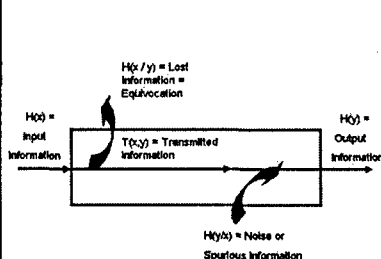 H(x / y) = Lost
Information =
Equivocation
H(x) =
Input
Information
T(x,y) = Transmitted
Information
H(y) =
Output
Information
H(y/x) = Noise or
Spurious Information